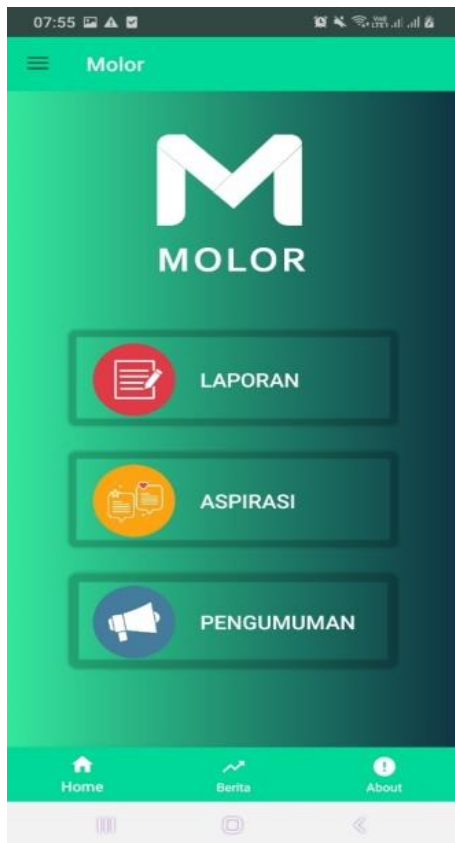 07:55
Molor
MOLOR
LAPORAN
ASPIRASI
PENGUMUMAN
Home
Berita
About